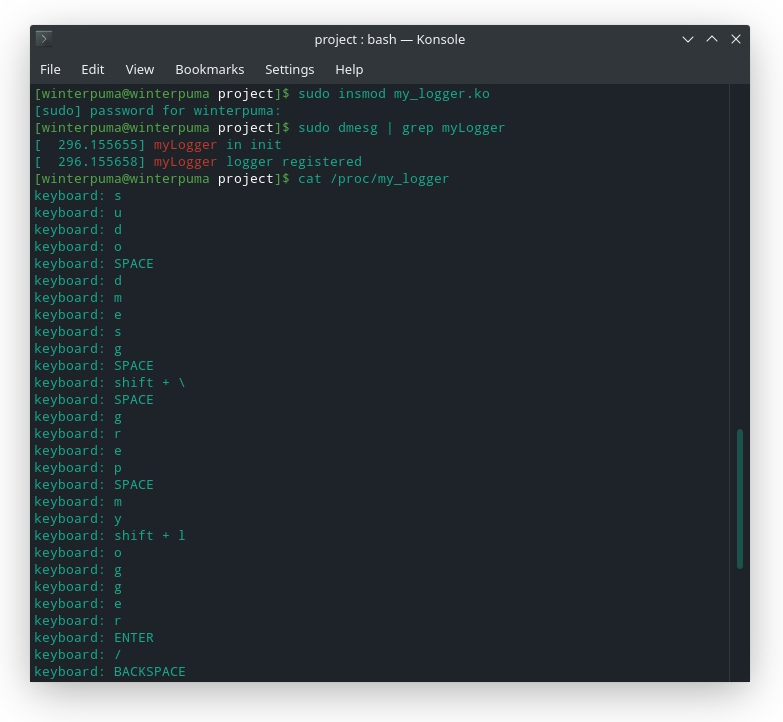 project : bash — Konsole
File Edit View Bookmarks Settings Help
[winterpuma@winterpuma project]$ sudo insmod my_logger.ko
[sudo] password for winterpuma:
[winterpuma@winterpuma project]$ sudo dmesg | grep myLogger
[  296.155655] myLogger in init
[  296.155658] myLogger logger registered
[winterpuma@winterpuma project]$ cat /proc/my_logger
keyboard: s
keyboard: u
keyboard: d
keyboard: o
keyboard: SPACE
keyboard: d
keyboard: m
keyboard: e
keyboard: s
keyboard: g
keyboard: SPACE
keyboard: shift + \
keyboard: SPACE
keyboard: g
keyboard: r
keyboard: e
keyboard: p
keyboard: SPACE
keyboard: m
keyboard: y
keyboard: shift + l
keyboard: o
keyboard: g
keyboard: g
keyboard: e
keyboard: r
keyboard: ENTER
keyboard: /
keyboard: BACKSPACE